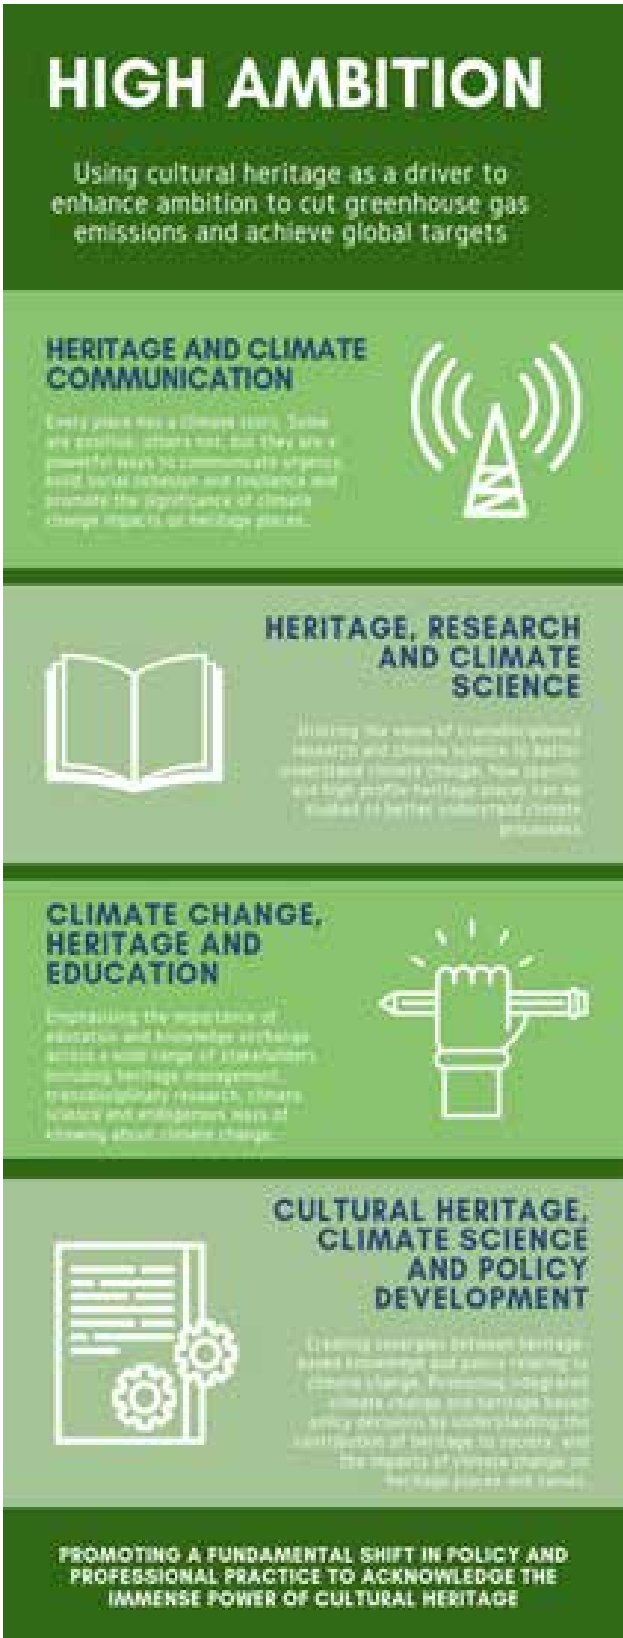 HIGH AMBITION
Using cultural heritage as a driver to
enhance ambition to cut greenhouse gas
emissions and achieve global targets
HERITAGE AND CLIMATE
COMMUNICATION
Every place has a climate story. Some
are positive, others not, but they are a
powerful ways to communicate urgency,
build social cohesion and resilience and
promote the significance of climate
change impacts on heritage places.
HERITAGE, RESEARCH
AND CLIMATE
SCIENCE
the value of
research and climate science to better
understand climate change. How specific
and high profile heritage places can be
studied to better understand climate
processes
CLIMATE CHANGE,
HERITAGE AND
EDUCATION
Emphasising the importance of
education and knowledge exchange
across a wide range of stakeholders
including heritage management,
transdisciplinary research, climate
science and endogenous ways of
knowing about climate change.
CULTURAL HERITAGE,
CLIMATE SCIENCE
AND POLICY
DEVELOPMENT
Creating synergies between heritage-
based knowledge and policy relating to
climate change. Promoting integrated
climate change and heritage based
policy decisions by understanding the
contribution of heritage to society, and
the impacts of climate change on
heritage places and values.
PROMOTING A FUNDAMENTAL SHIFT IN POLICY AND
PROFESSIONAL PRACTICE TO ACKNOWLEDGE THE
IMMENSE POWER OF CULTURAL HERITAGE